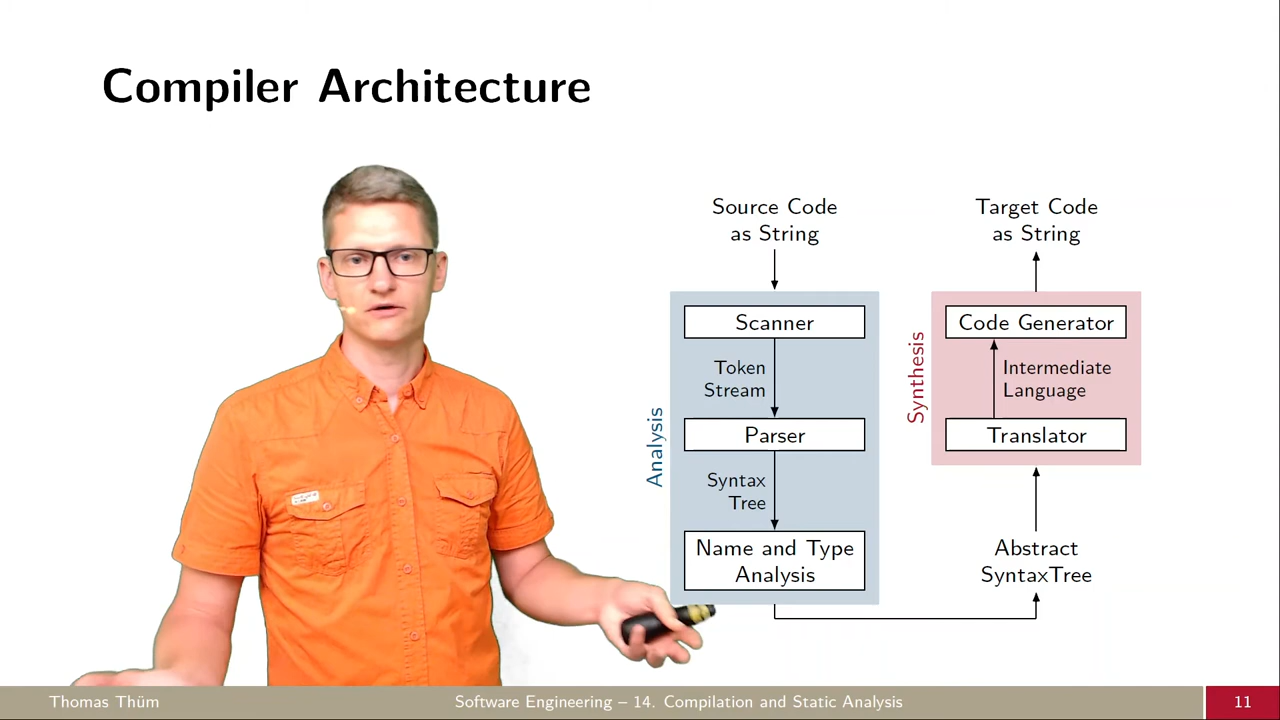 Compiler Architecture
Source Code
as String
Scanner
Token
Stream
Parser
Syntax
Tree
Name and Type
Analysis
Analysis
Target Code
as String
Code Generator
Intermediate
Language
Translator
Synthesis
Abstract
SyntaxTree
Thomas Thüm
Software Engineering – 14. Compilation and Static Analysis
11